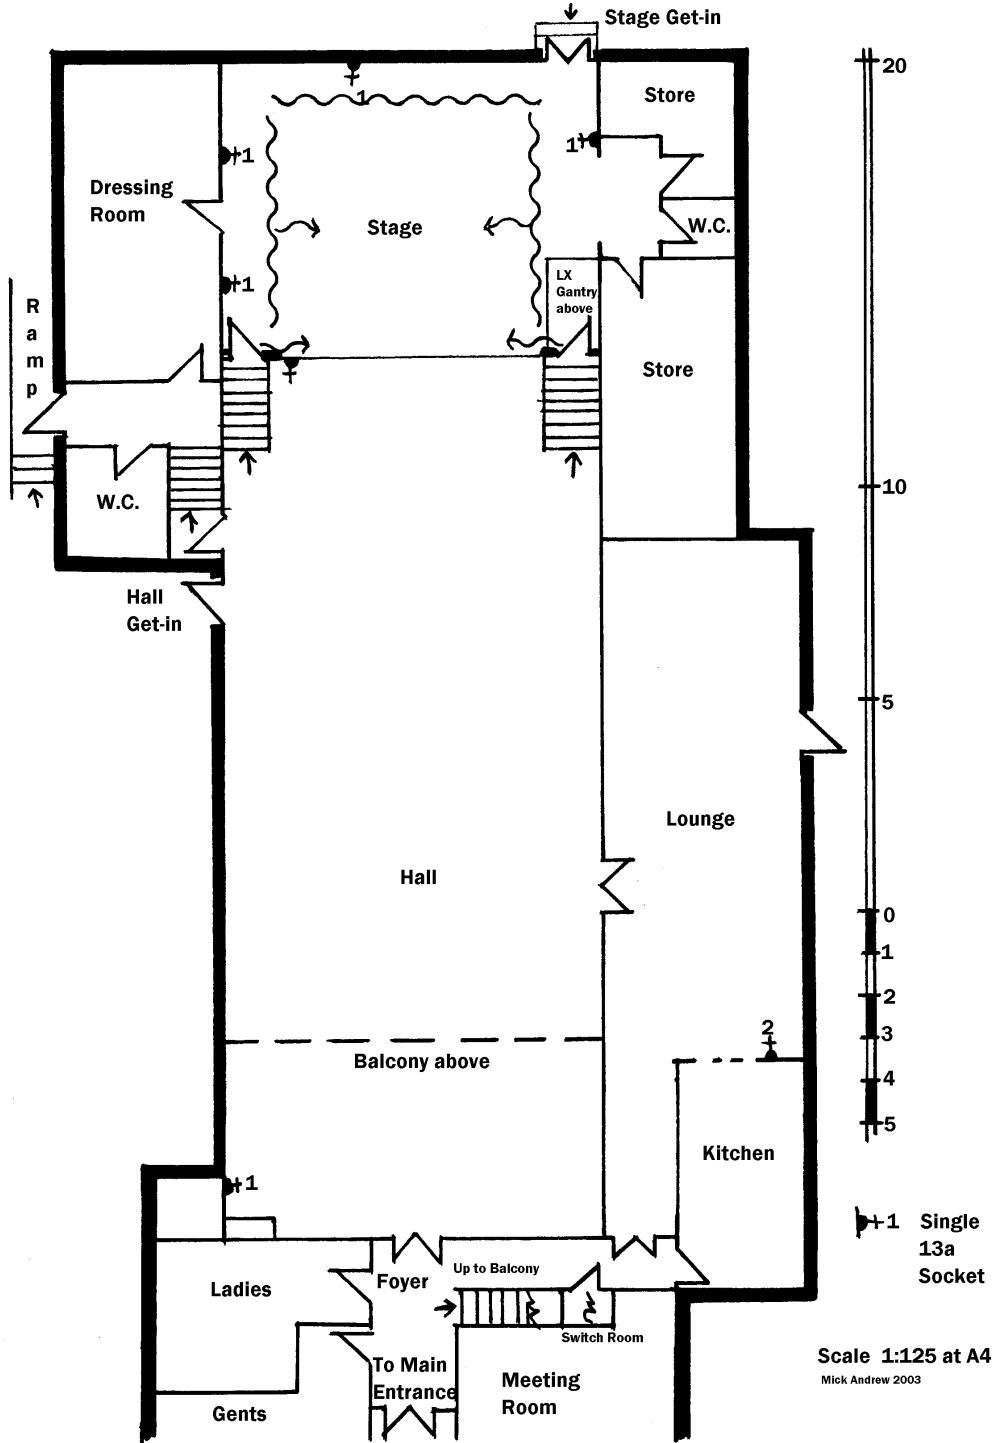 Stage Get-in
20
1
Store
1
1
Dressing
Room
Stage
W.C.
1
LX
Gantry
above
Ramp
Store
W.C.
10
Hall
Get-in
5
Lounge
Hall
0
1
2
3
4
5
2
Balcony above
Kitchen
1
1 Single
13a
Socket
Up to Balcony
Foyer
Ladies
Switch Room
To Main
Entrance
Meeting
Room
Gents
Scale 1:125 at A4
Mick Andrew 2003